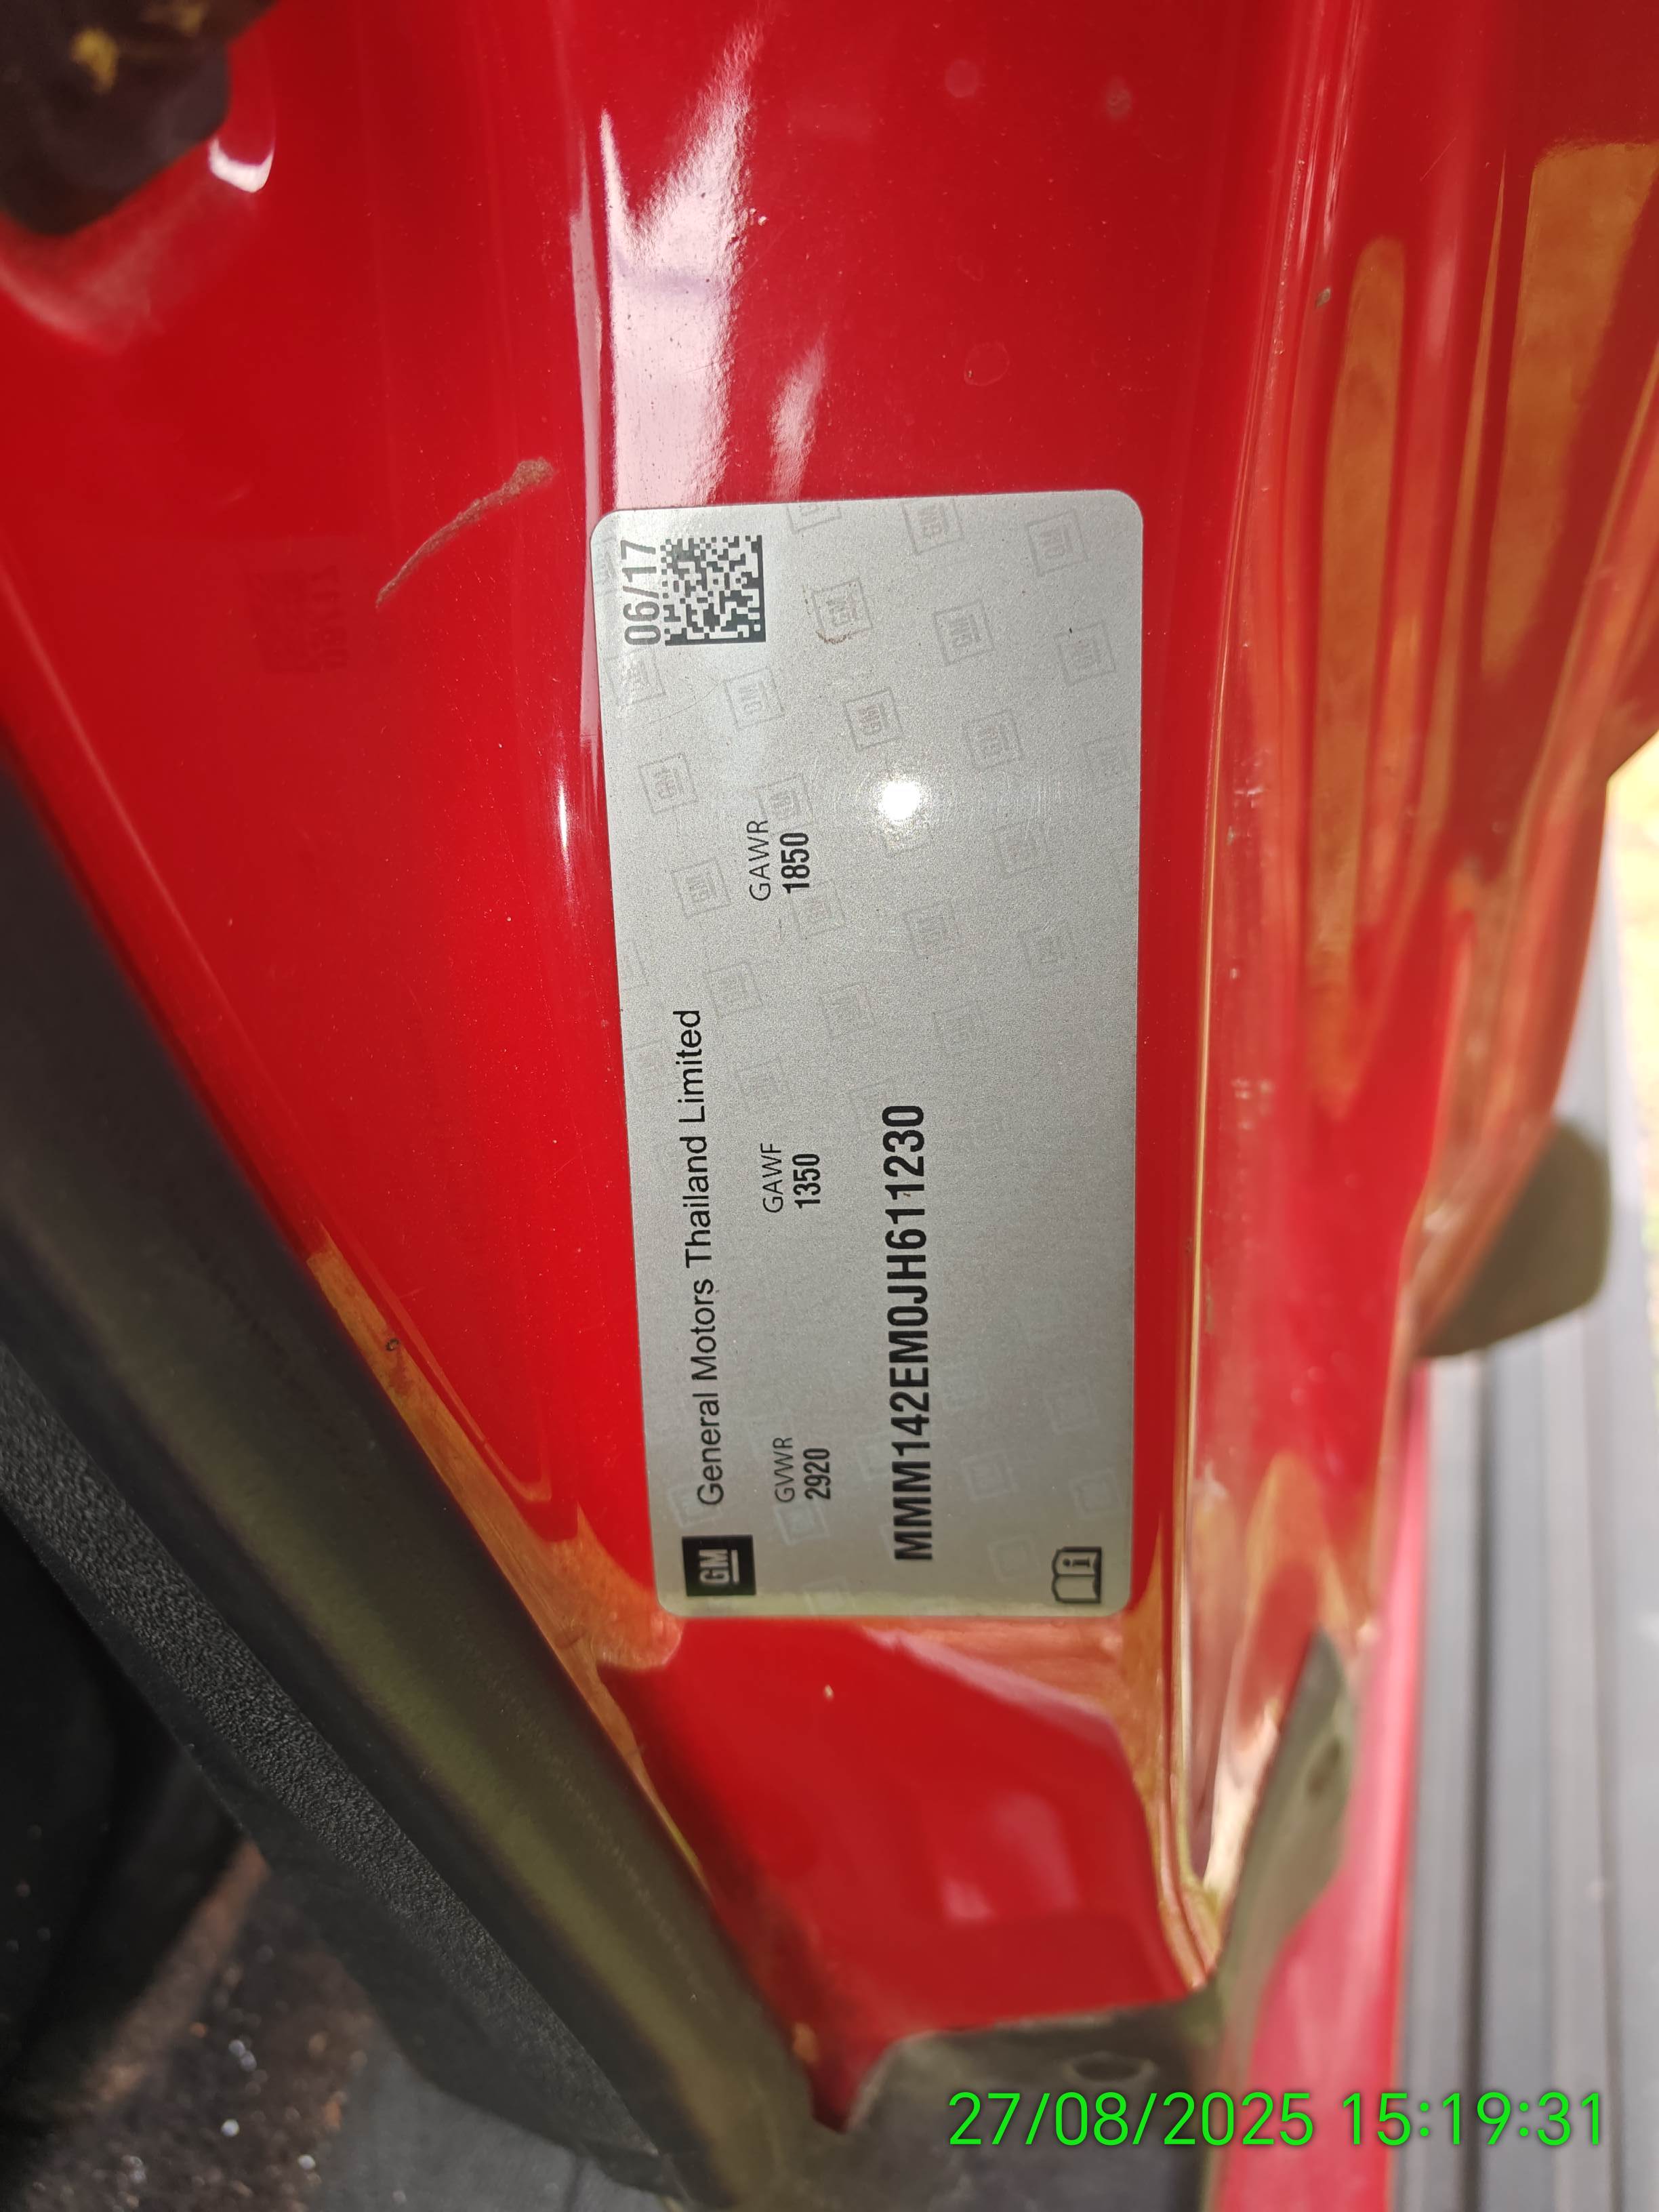 06/17
GM General Motors Thailand Limited
GVWR GAWF GAWR
2920 1350 1850
MMM142EM0JH611230
27/08/2025 15:19:31